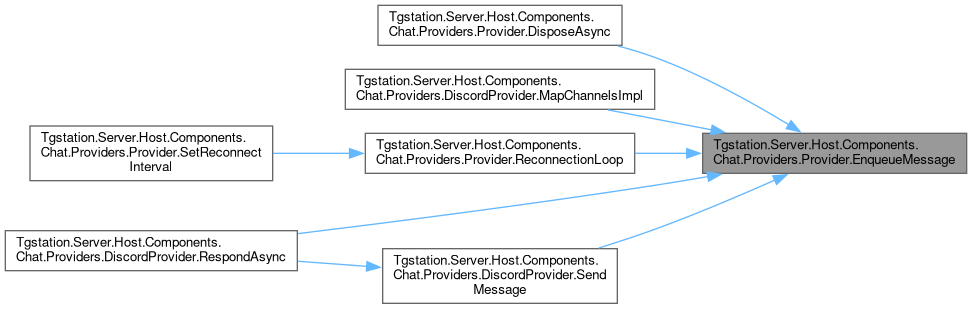 Tgstation.Server.Host.Components.
Chat.Providers.Provider.DisposeAsync
Tgstation.Server.Host.Components.
Chat.Providers.DiscordProvider.MapChannelsImpl
Tgstation.Server.Host.Components.
Chat.Providers.Provider.SetReconnect
Interval
Tgstation.Server.Host.Components.
Chat.Providers.Provider.ReconnectionLoop
Tgstation.Server.Host.Components.
Chat.Providers.Provider.EnqueueMessage
Tgstation.Server.Host.Components.
Chat.Providers.DiscordProvider.RespondAsync
Tgstation.Server.Host.Components.
Chat.Providers.DiscordProvider.Send
Message